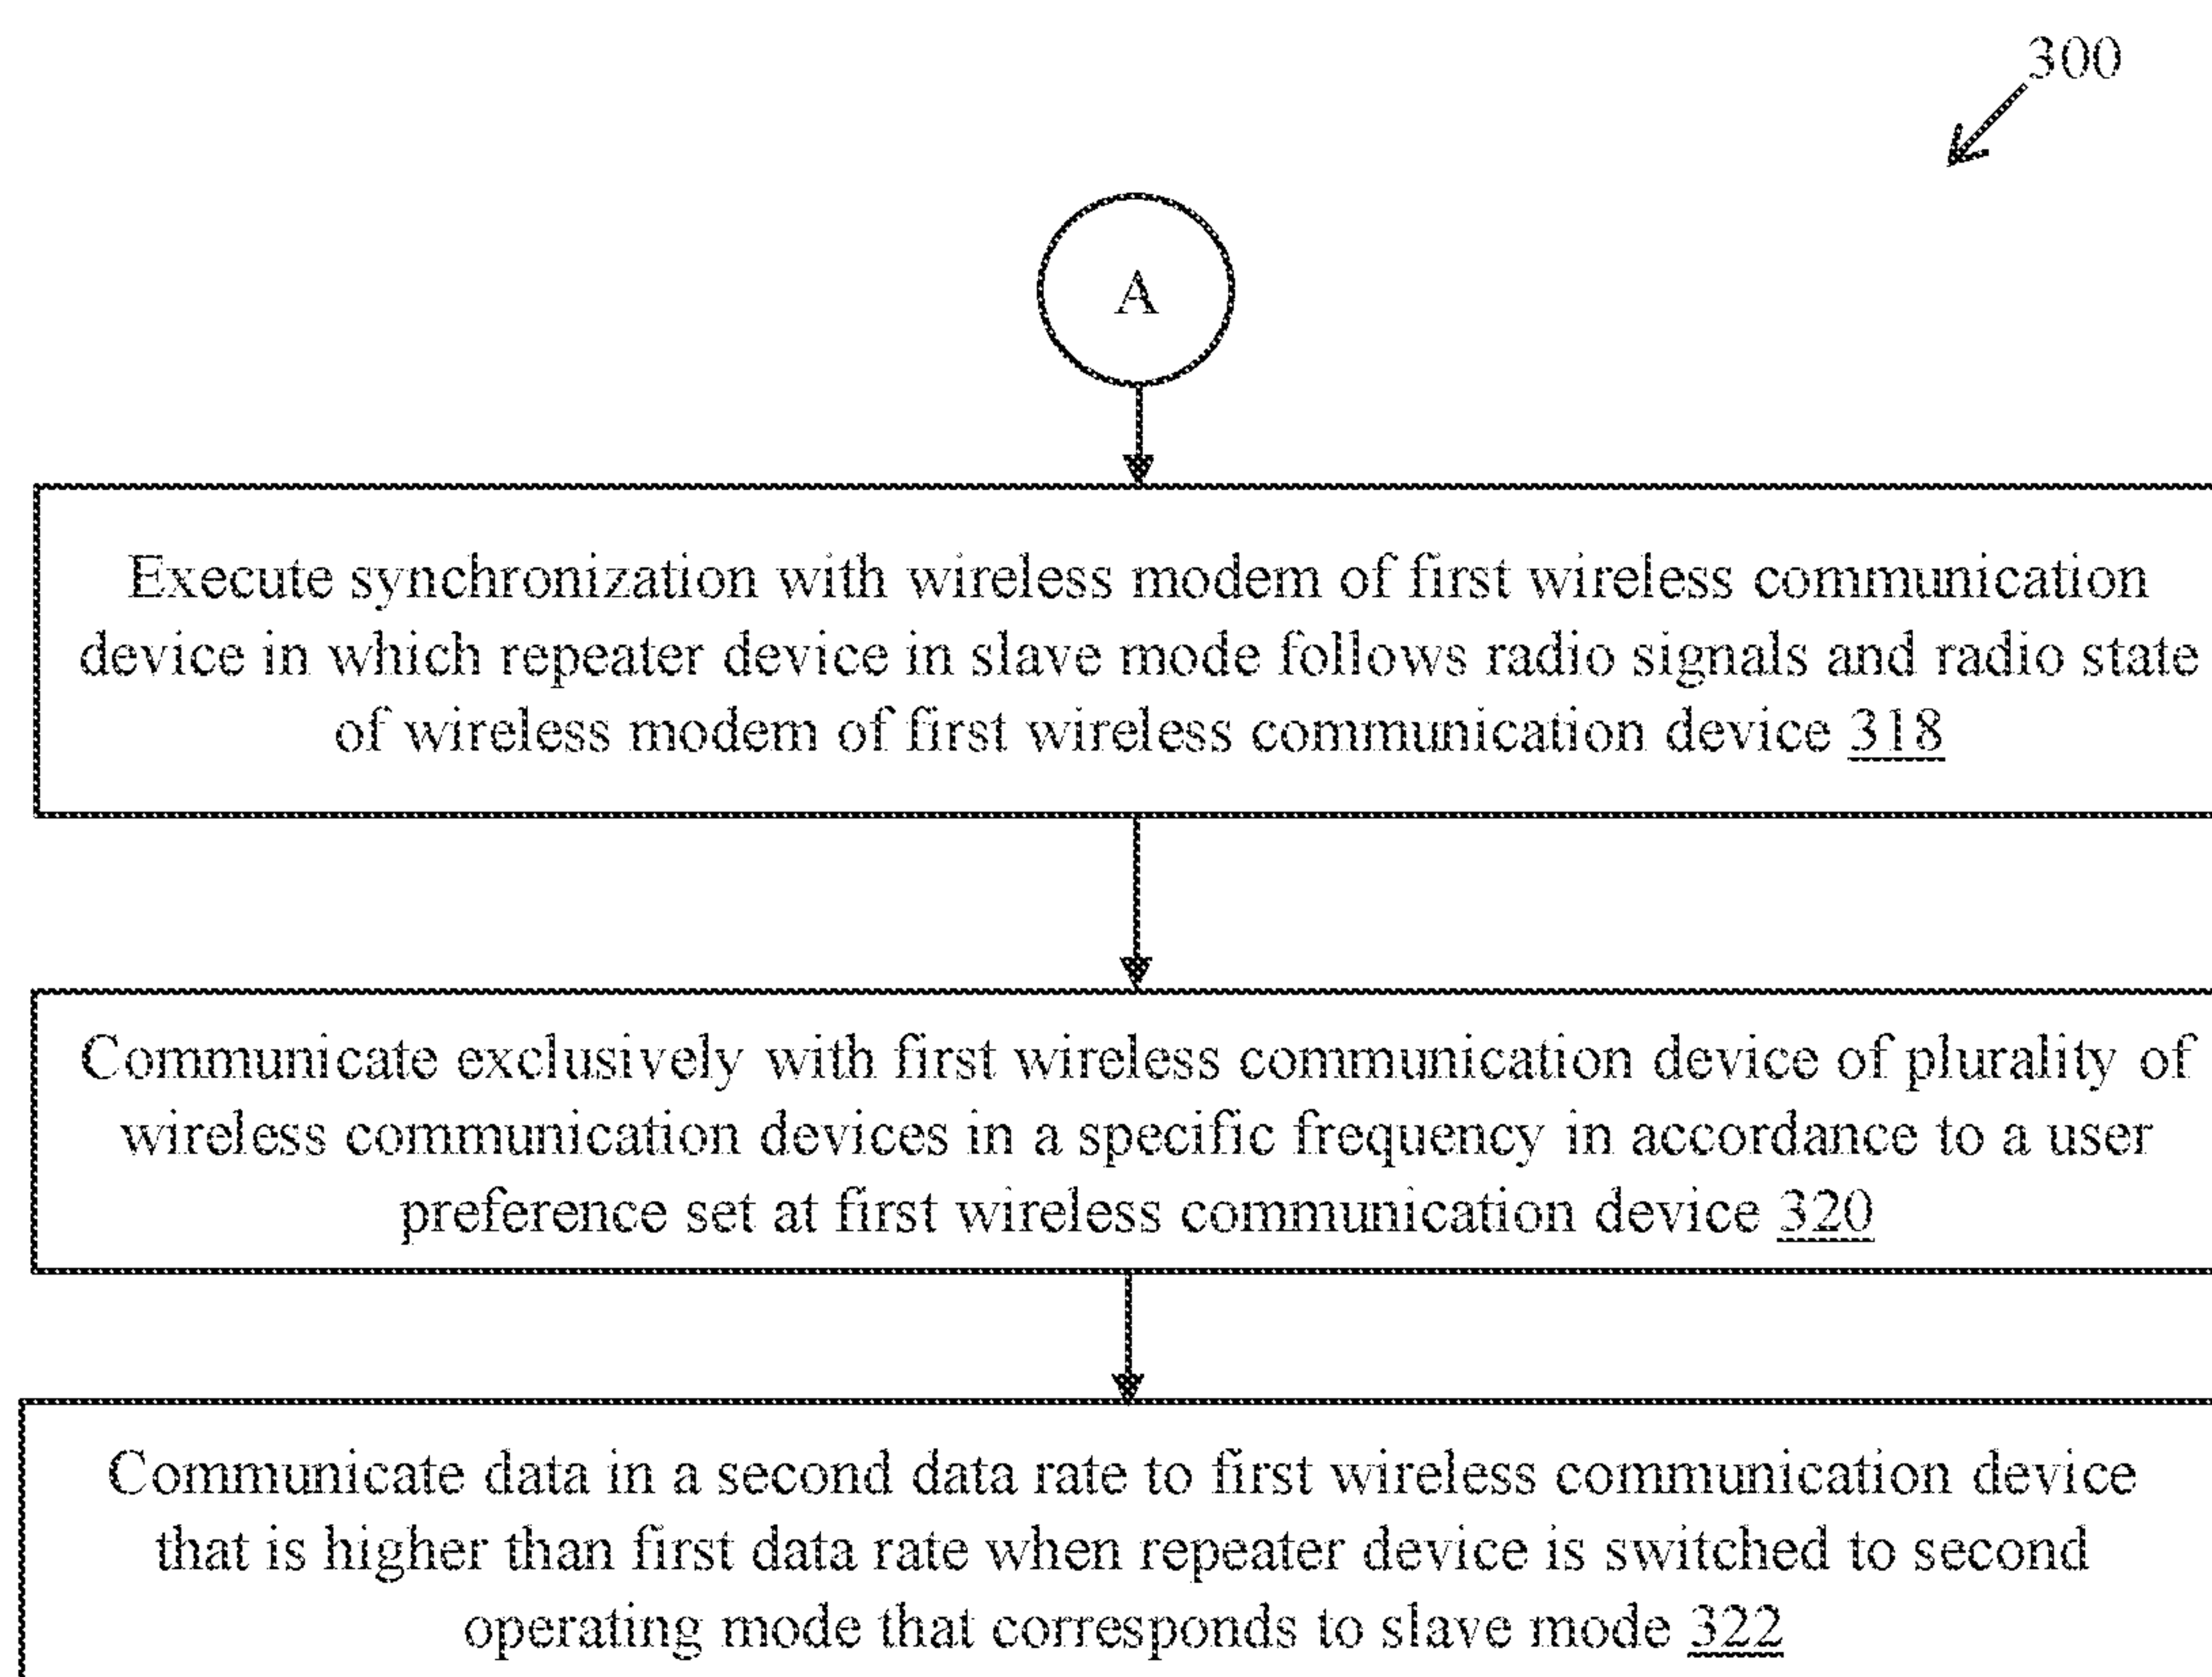 300
A
Execute synchronization with wireless modem of first wireless communication
device in which repeater device in slave mode follows radio signals and radio state
of wireless modem of first wireless communication device 318
Communicate exclusively with first wireless communication device of plurality of
wireless communication devices in a specific frequency in accordance to a user
preference set at first wireless communication device 320
Communicate data in a second data rate to first wireless communication device
that is higher than first data rate when repeater device is switched to second
operating mode that corresponds to slave mode 322